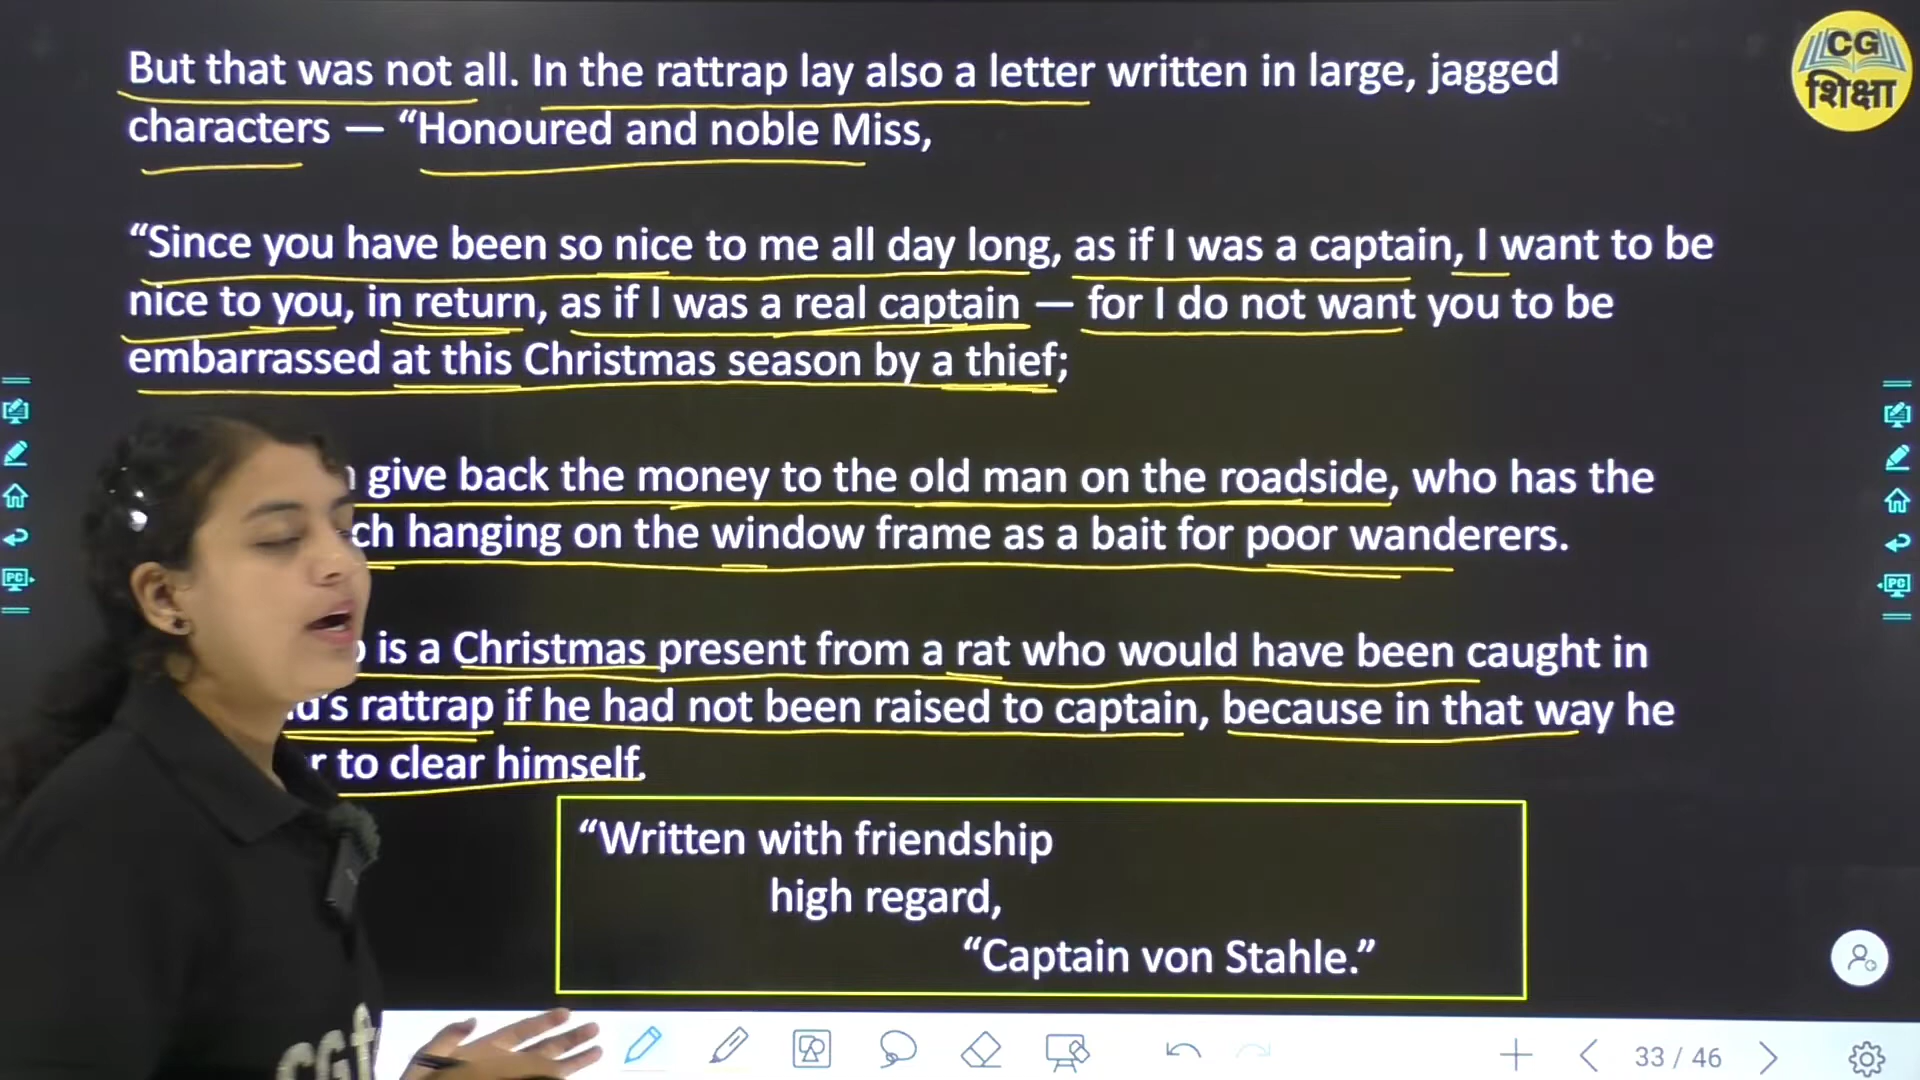 But that was not all. In the rattrap lay also a letter written in large, jagged
characters — “Honoured and noble Miss,
“Since you have been so nice to me all day long, as if I was a captain, I want to be
nice to you, in return, as if I was a real captain — for I do not want you to be
embarrassed at this Christmas season by a thief;
give back the money to the old man on the roadside, who has the
hanging on the window frame as a bait for poor wanderers.
is a Christmas present from a rat who would have been caught in
rattrap if he had not been raised to captain, because in that way he
to clear himself.
“Written with friendship
high regard,
“Captain von Stahle.”
CG
शिक्षा
PC
PC
33 / 46